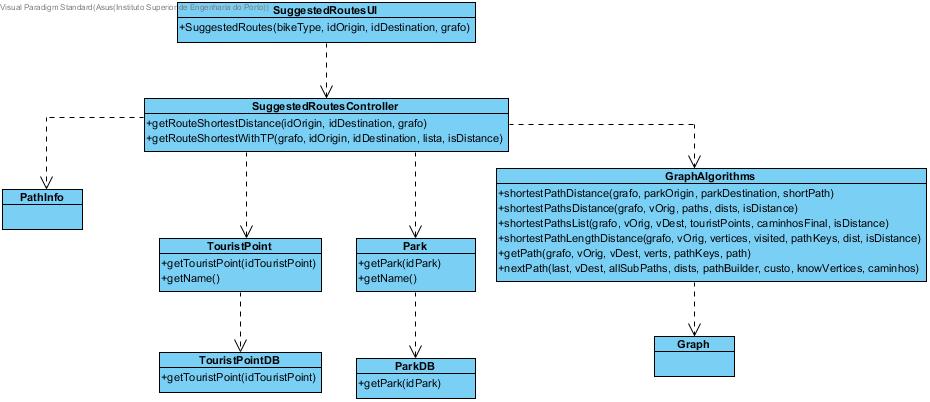 Visual Paradigm Standard(Asus(Instituto Superior de Engenharia do Porto))
SuggestedRoutesUI
+SuggestedRoutes(bikeType, idOrigin, idDestination, grafo)
SuggestedRoutesController
+getRouteShortestDistance(idOrigin, idDestination, grafo)
+getRouteShortestWithTP(grafo, idOrigin, idDestination, lista, isDistance)
PathInfo
GraphAlgorithms
+shortestPathDistance(grafo, parkOrigin, parkDestination, shortPath)
+shortestPathsDistance(grafo, vOrig, paths, dists, isDistance)
+shortestPathsList(grafo, vOrig, vDest, touristPoints, caminhosFinal, isDistance)
+shortestPathLengthDistance(grafo, vOrig, vertices, visited, pathKeys, dist, isDistance)
+getPath(grafo, vOrig, vDest, verts, pathKeys, path)
+nextPath(last, vDest, allSubPaths, dists, pathBuilder, custo, knowVertices, caminhos)
TouristPoint
+getTouristPoint(idTouristPoint)
+getName()
Park
+getPark(idPark)
+getName()
TouristPointDB
+getTouristPoint(idTouristPoint)
ParkDB
+getPark(idPark)
Graph